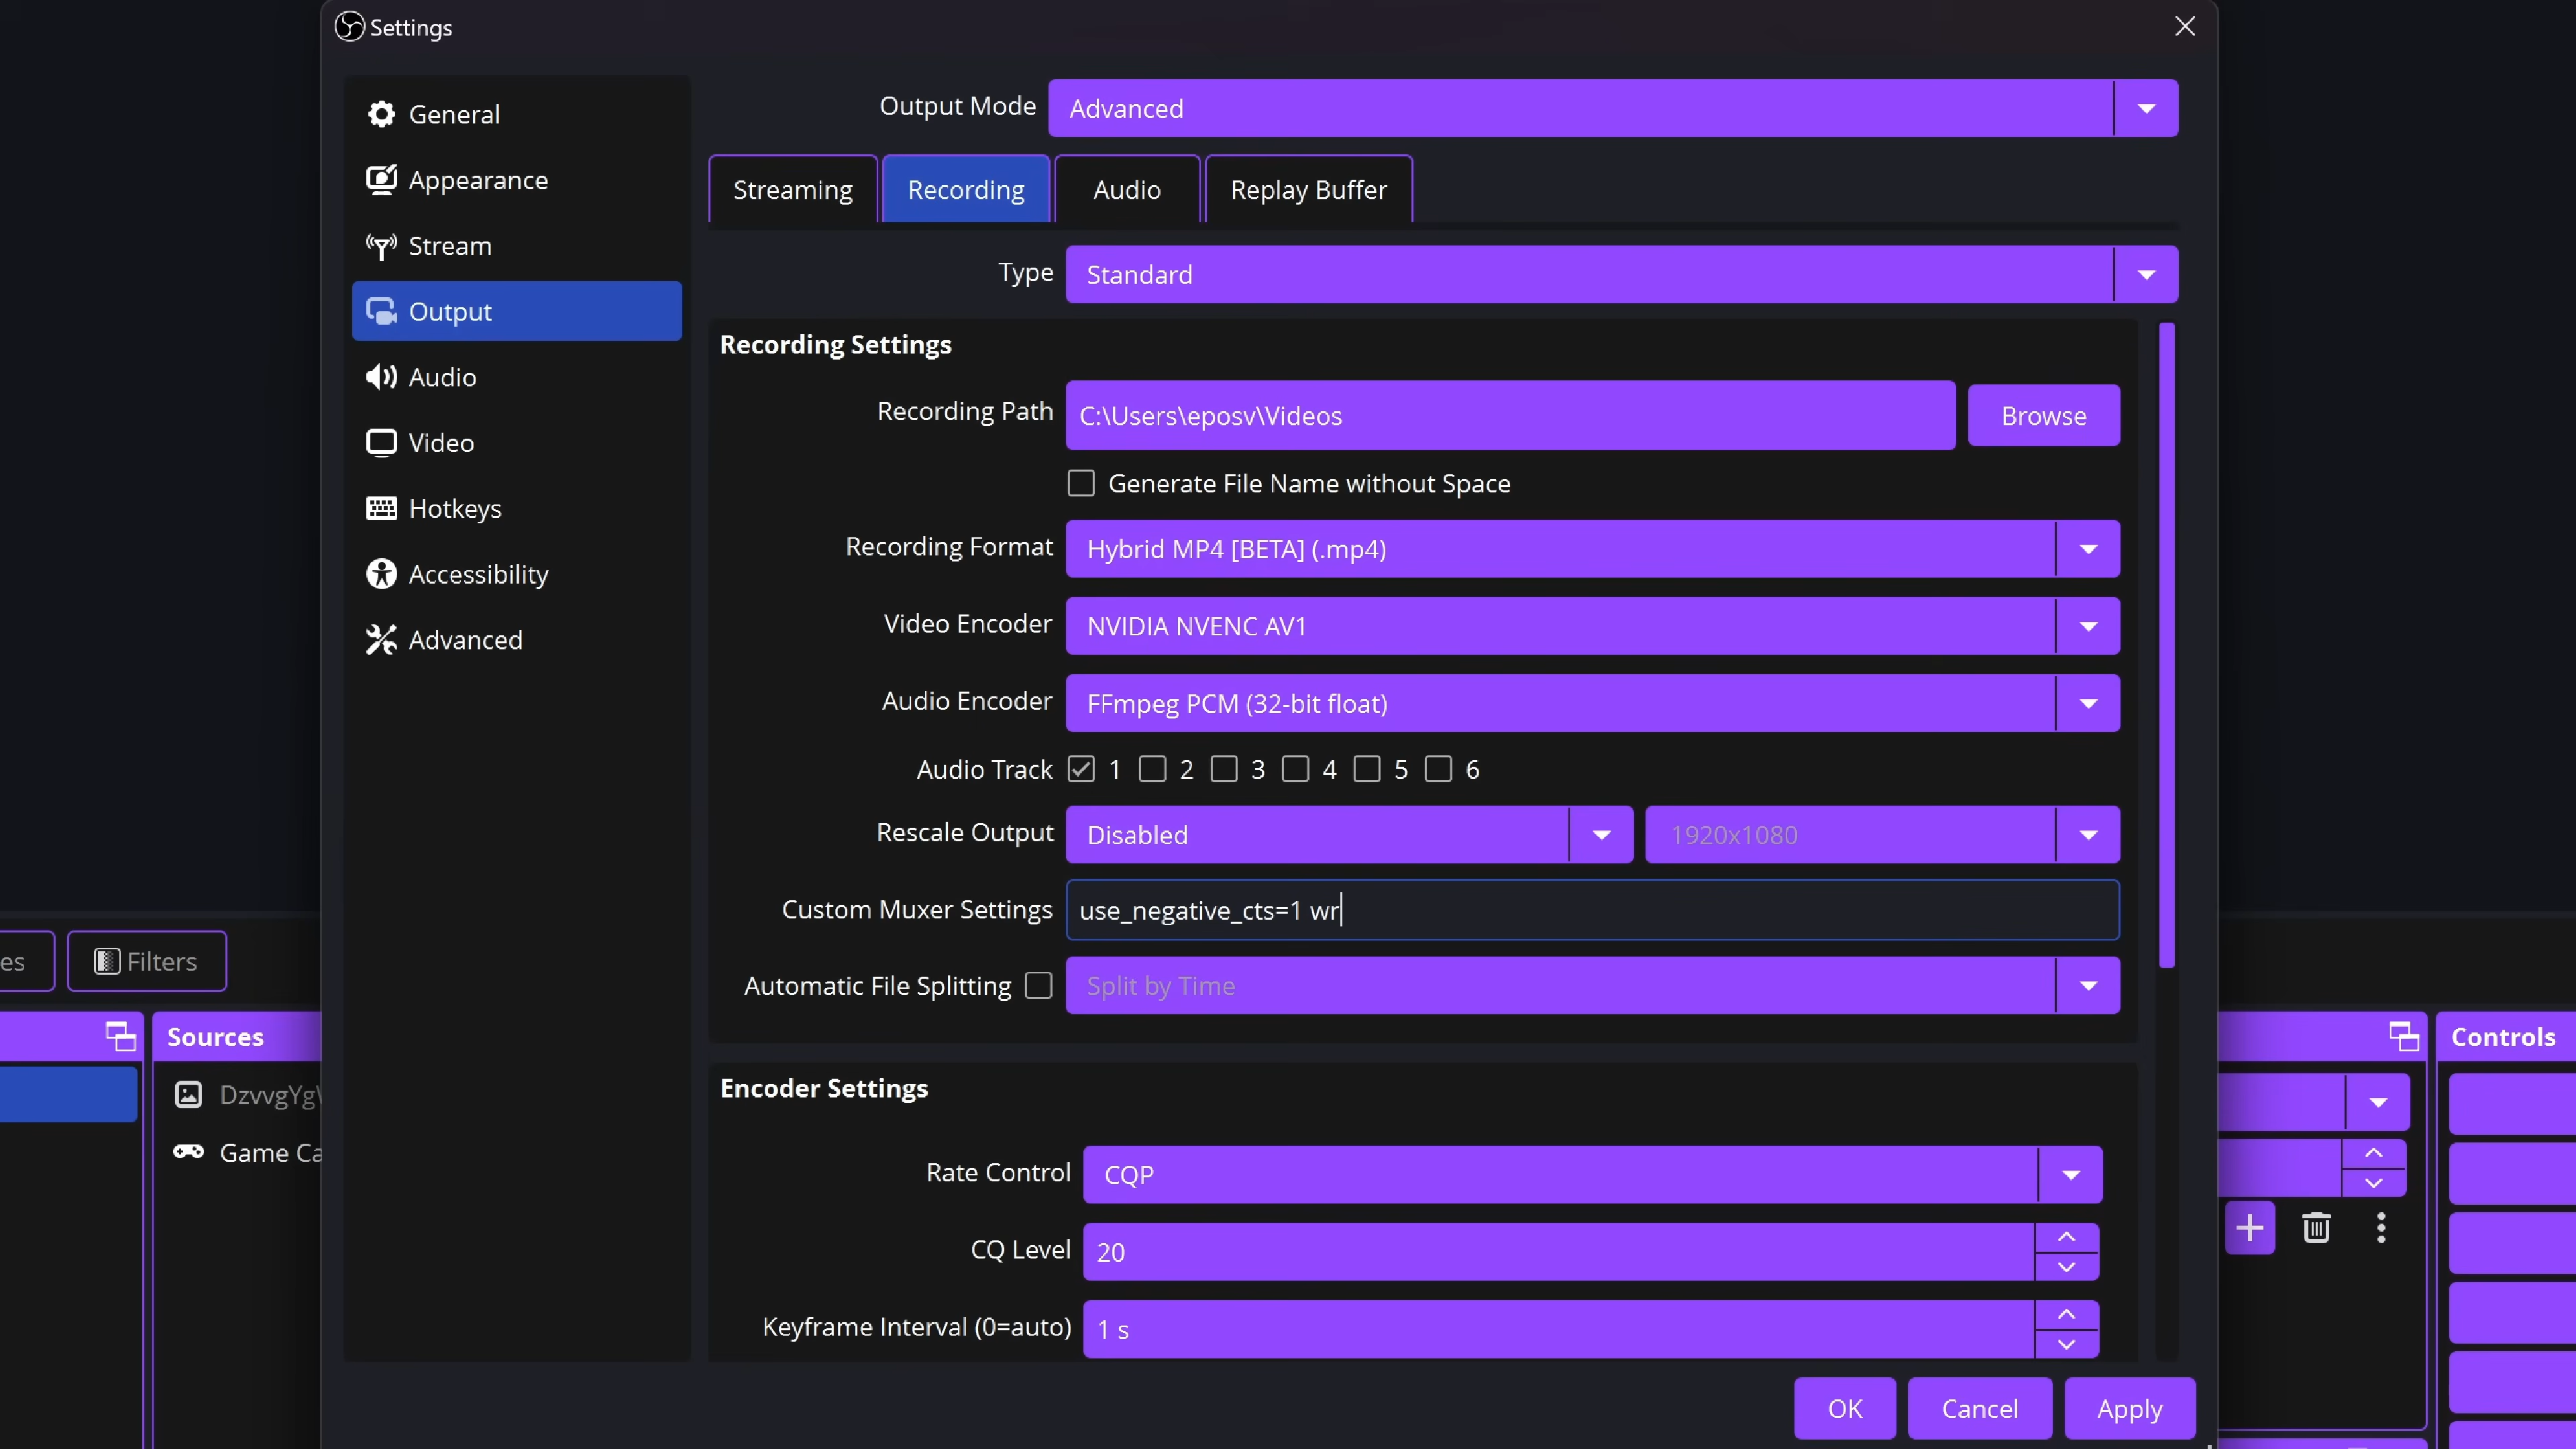 Settings
General
Appearance
Stream
Output
Audio
Video
Hotkeys
Accessibility
Advanced
Output Mode Advanced
Streaming Recording Audio Replay Buffer
Type Standard
Recording Settings
Recording Path C:\Users\eposv\Videos Browse
Generate File Name without Space
Recording Format Hybrid MP4 [BETA] (.mp4)
Video Encoder NVIDIA NVENC AV1
Audio Encoder FFmpeg PCM (32-bit float)
Audio Track 1 2 3 4 5 6
Rescale Output Disabled 1920x1080
Custom Muxer Settings use_negative_cts=1 wr
Automatic File Splitting Split by Time
Encoder Settings
Rate Control CQP
CQ Level 20
Keyframe Interval (0=auto) 1 s
OK Cancel Apply
es Filters
Sources
Game Ca
Controls